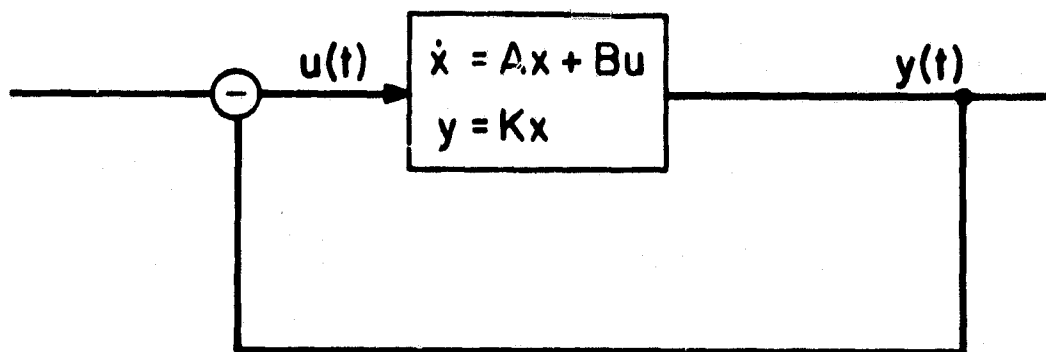 u(t)
ẋ = Ax + Bu
y = Kx
y(t)
−